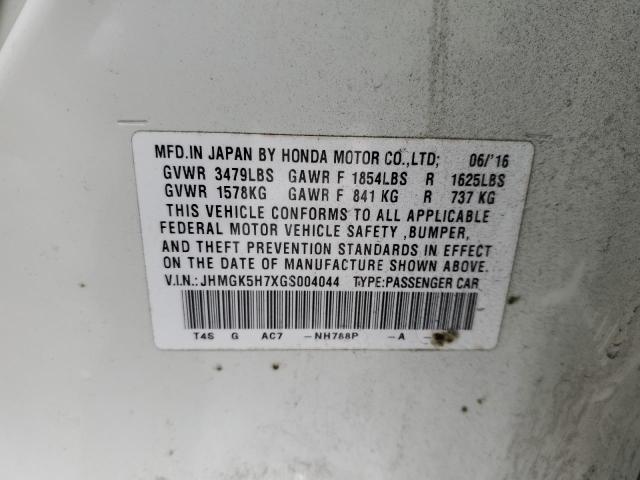 MFD.IN JAPAN BY HONDA MOTOR CO.,LTD; 06/'16
GVWR 3479LBS GAWR F 1854LBS R 1625LBS
GVWR 1578KG GAWR F 841 KG R 737 KG
THIS VEHICLE CONFORMS TO ALL APPLICABLE
FEDERAL MOTOR VEHICLE SAFETY ,BUMPER,
AND THEFT PREVENTION STANDARDS IN EFFECT
ON THE DATE OF MANUFACTURE SHOWN ABOVE.
V.I.N.: JHMGK5H7XGS004044 TYPE:PASSENGER CAR
T4S G AC7 -NH788P -A -